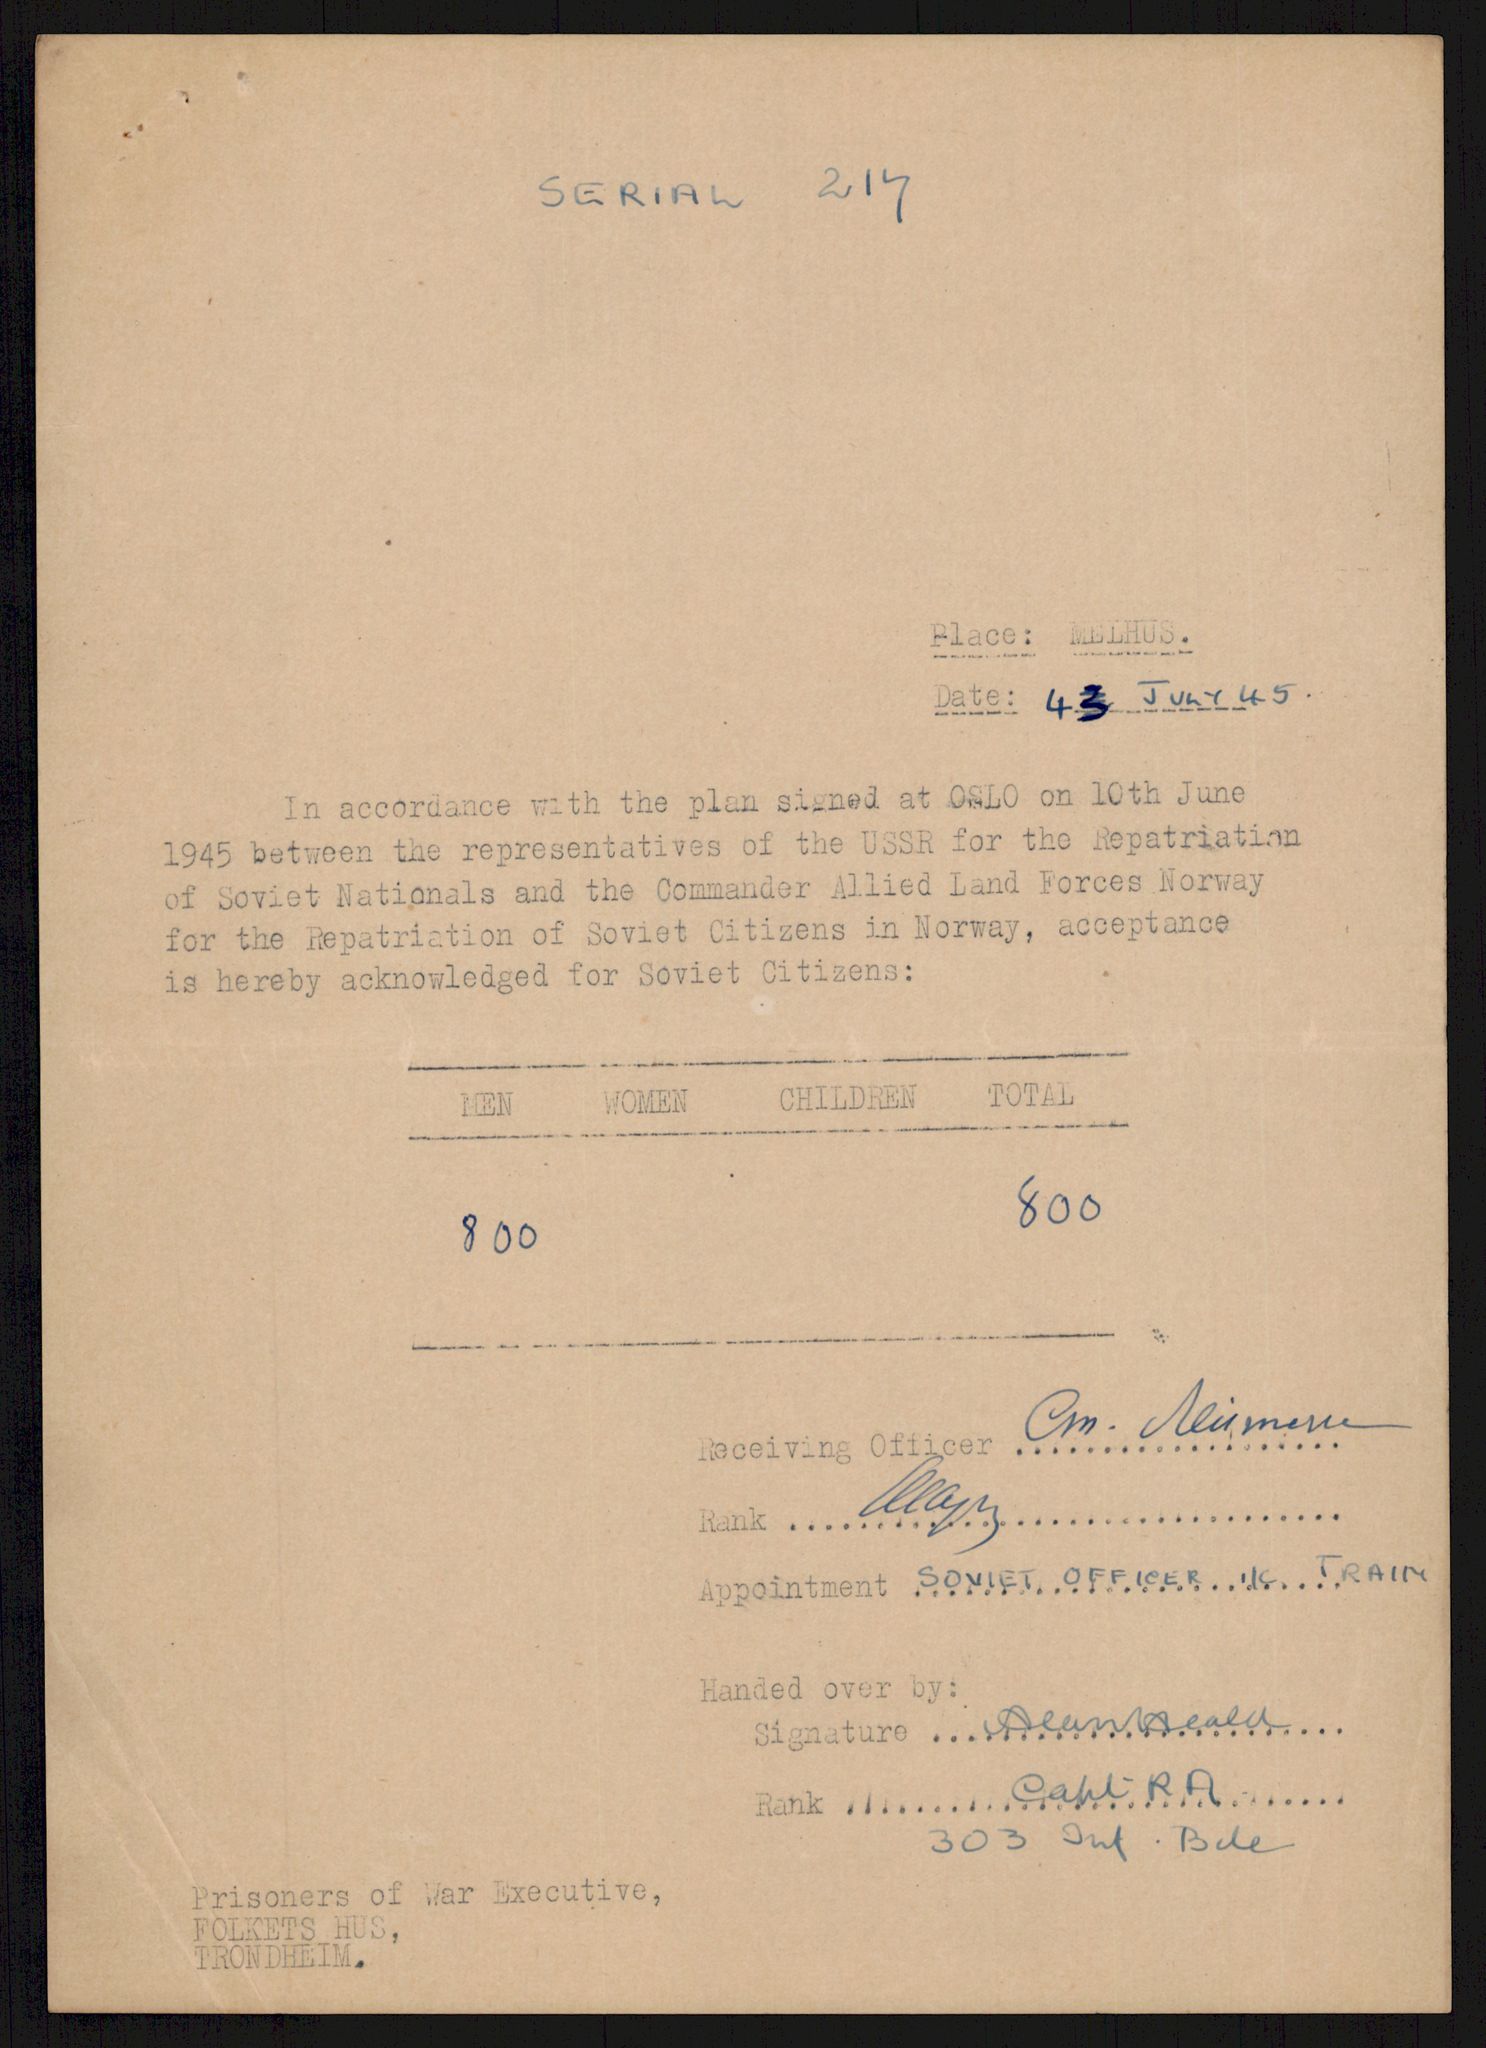 SERIAL 217
Place: MELHUS.
Date: 43 JULY 45.
In accordance with the plan signed at OSLO on 10th June
1945 between the representatives of the USSR for the Repatriation
of Soviet Nationals and the Commander Allied Land Forces Norway
for the Repatriation of Soviet Citizens in Norway, acceptance
is hereby acknowledged for Soviet Citizens:
MEN WOMEN CHILDREN TOTAL
800 800
Receiving Officer
Rank
Appointment SOVIET OFFICER I/C TRAIN
Handed over by:
Signature Alan Heald
Rank Capt RA
303 Inf. Bde
Prisoners of War Executive,
FOLKETS HUS,
TRONDHEIM.